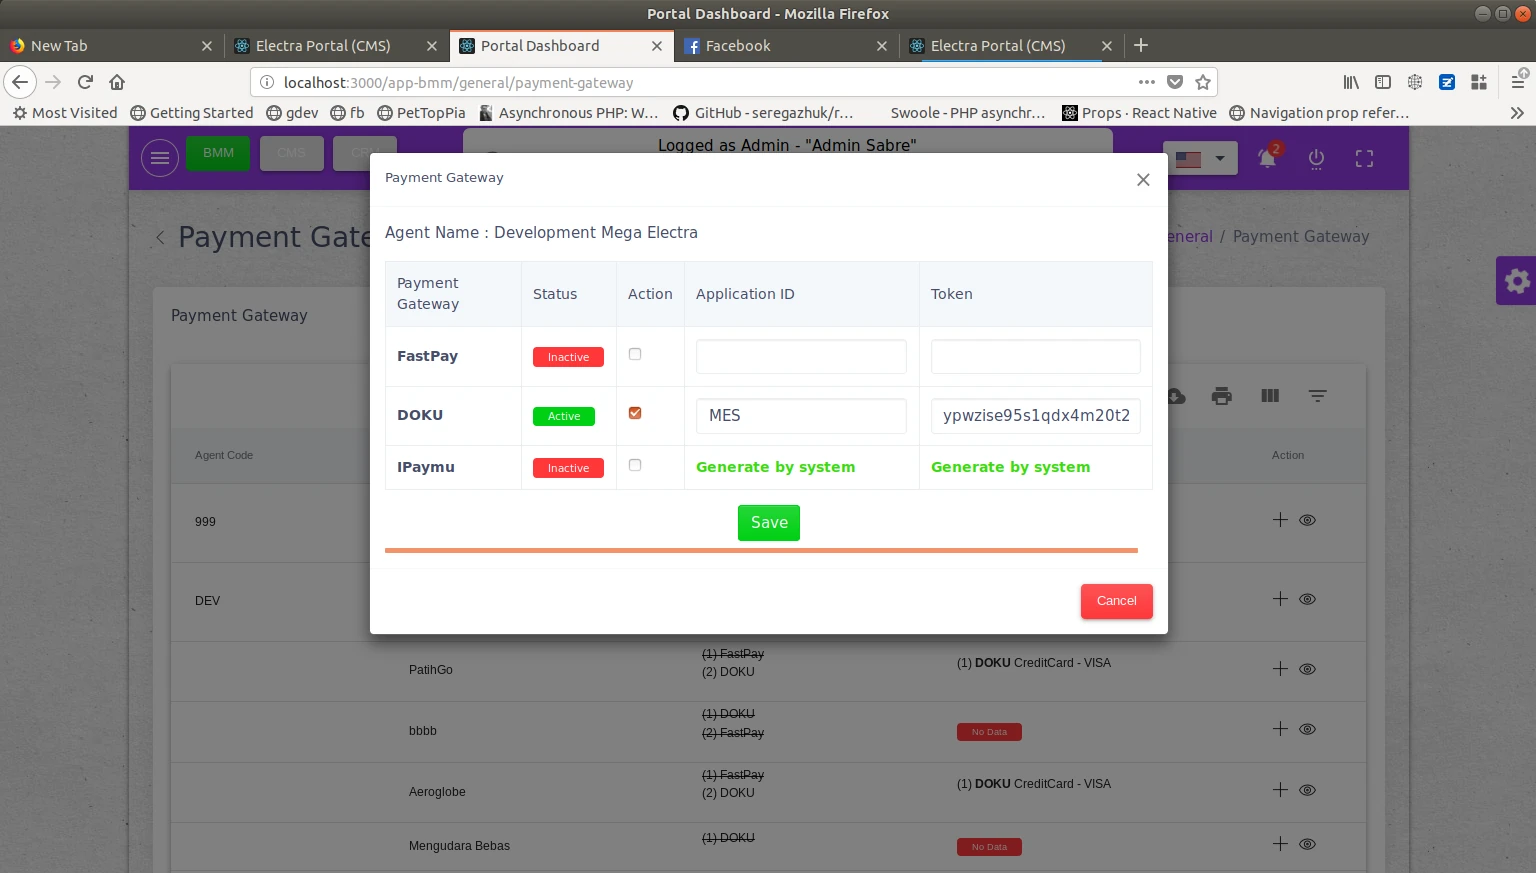 Portal Dashboard - Mozilla Firefox
New Tab
Electra Portal (CMS)
Portal Dashboard
Facebook
Electra Portal (CMS)
localhost:3000/app-bmm/general/payment-gateway
Most Visited
Getting Started
gdev
fb
PetTopPia
Asynchronous PHP: W...
GitHub - seregazhuk/r...
Swoole - PHP asynchr...
Props · React Native
Navigation prop refer...
BMM
CMS
Logged as Admin - "Admin Sabre"
2
Payment Gate
eneral / Payment Gateway
Payment Gateway
Agent Name : Development Mega Electra
Payment Gateway
Status
Action
Application ID
Token
FastPay
Inactive
DOKU
Active
MES
ypwzise95s1qdx4m20t2
IPaymu
Inactive
Generate by system
Generate by system
Save
Cancel
Payment Gateway
Agent Code
Action
999
DEV
PatihGo
(1) FastPay
(2) DOKU
(1) DOKU CreditCard - VISA
bbbb
(1) DOKU
(2) FastPay
No Data
Aeroglobe
(1) FastPay
(2) DOKU
(1) DOKU CreditCard - VISA
Mengudara Bebas
(1) DOKU
No Data